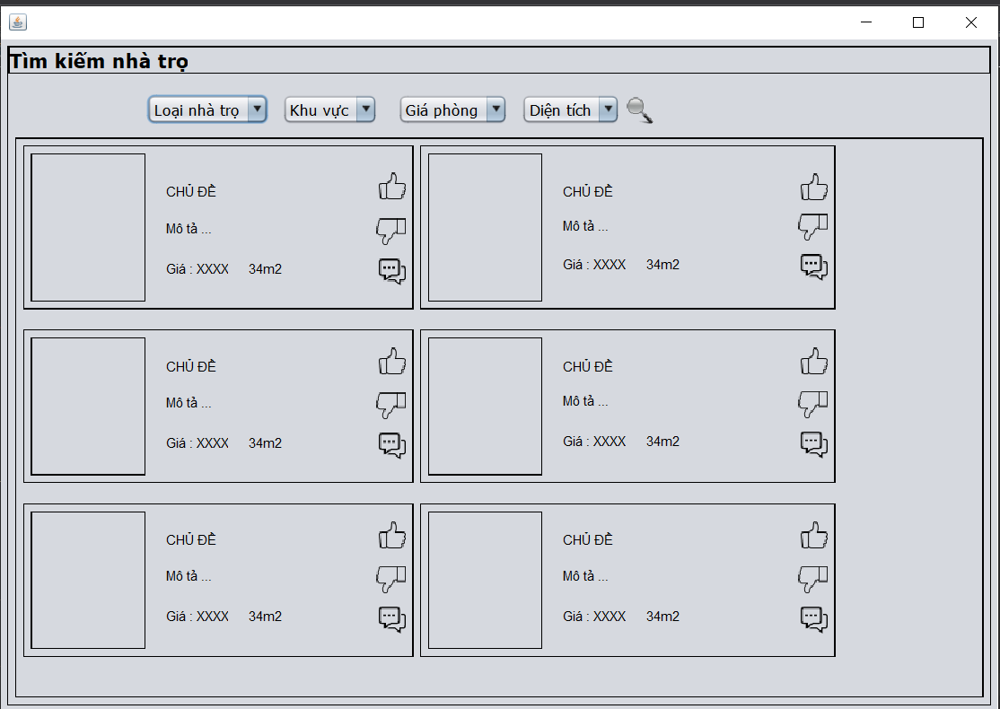 Tìm kiếm nhà trọ
Loại nhà trọ Khu vực Giá phòng Diện tích
CHỦ ĐỀ
Mô tả ...
Giá : XXXX 34m2
CHỦ ĐỀ
Mô tả ...
Giá : XXXX 34m2
CHỦ ĐỀ
Mô tả ...
Giá : XXXX 34m2
CHỦ ĐỀ
Mô tả ...
Giá : XXXX 34m2
CHỦ ĐỀ
Mô tả ...
Giá : XXXX 34m2
CHỦ ĐỀ
Mô tả ...
Giá : XXXX 34m2